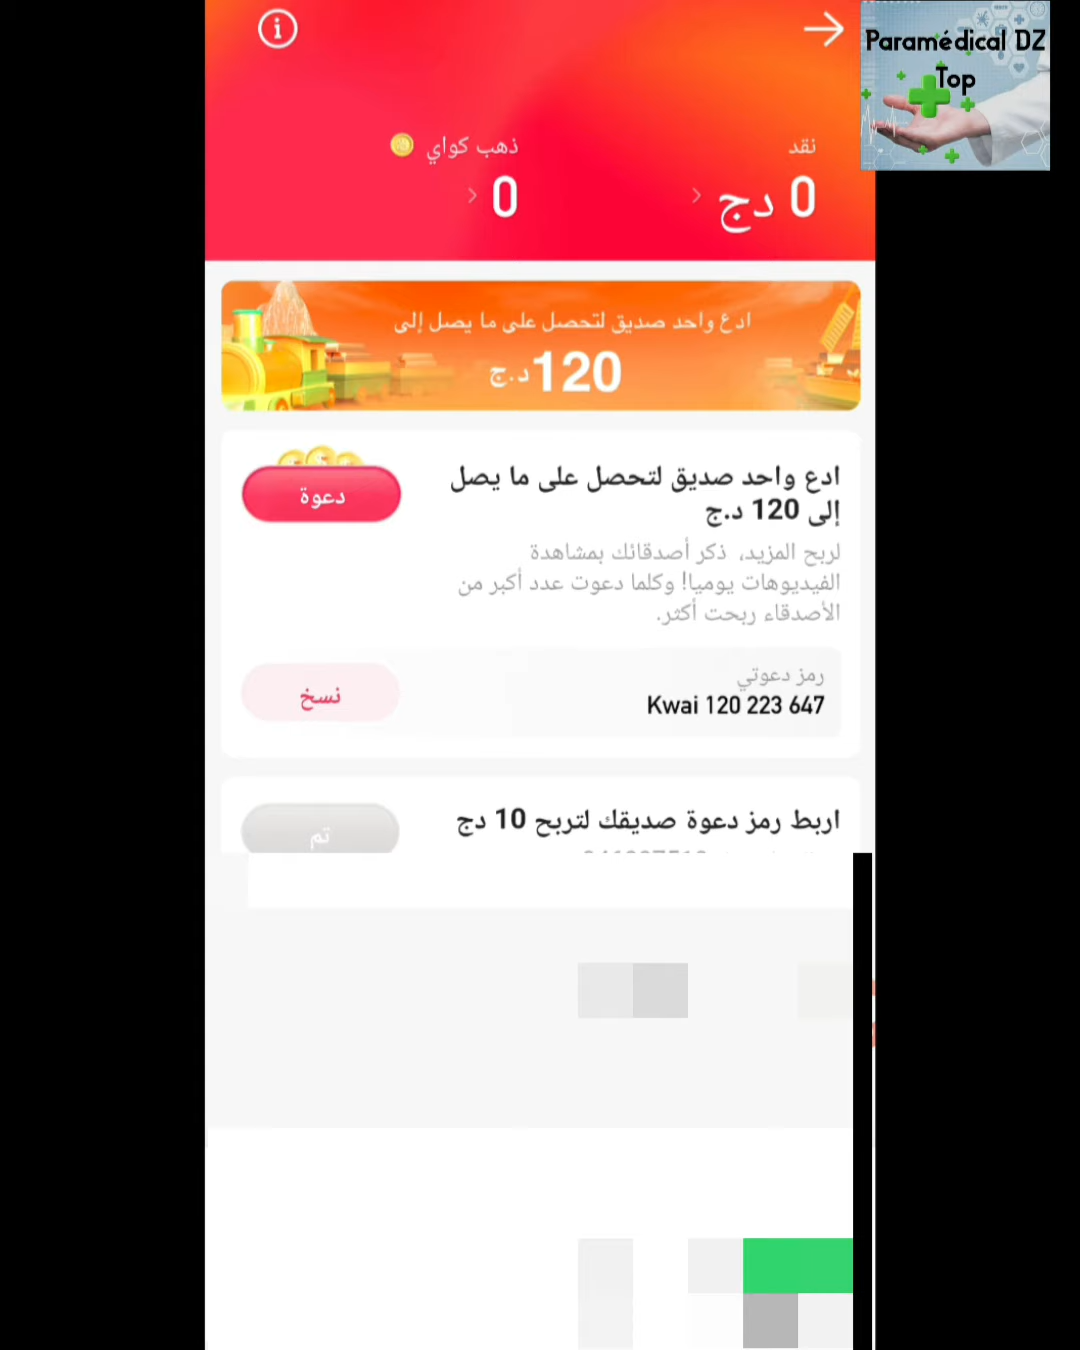 Paramédical DZ
Top
نقد
ذهب كواي
0 دج
0
ادع واحد صديق لتحصل على ما يصل إلى
120 د.ج
ادع واحد صديق لتحصل على ما يصل
إلى 120 د.ج
دعوة
لربح المزيد، ذكر أصدقائك بمشاهدة
الفيديوهات يوميا! وكلما دعوت عدد أكبر من
الأصدقاء ربحت أكثر.
رمز دعوتي
Kwai 120 223 647
نسخ
اربط رمز دعوة صديقك لتربح 10 دج
تم